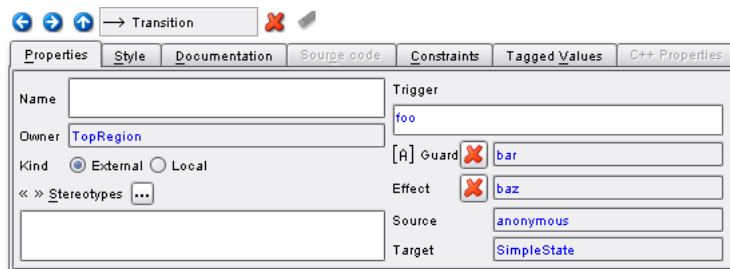 Transition
Properties Style Documentation Source code Constraints Tagged Values C++ Properties
Name
Owner TopRegion
Kind External Local
« » Stereotypes ...
Trigger
foo
[A] Guard bar
Effect baz
Source anonymous
Target SimpleState